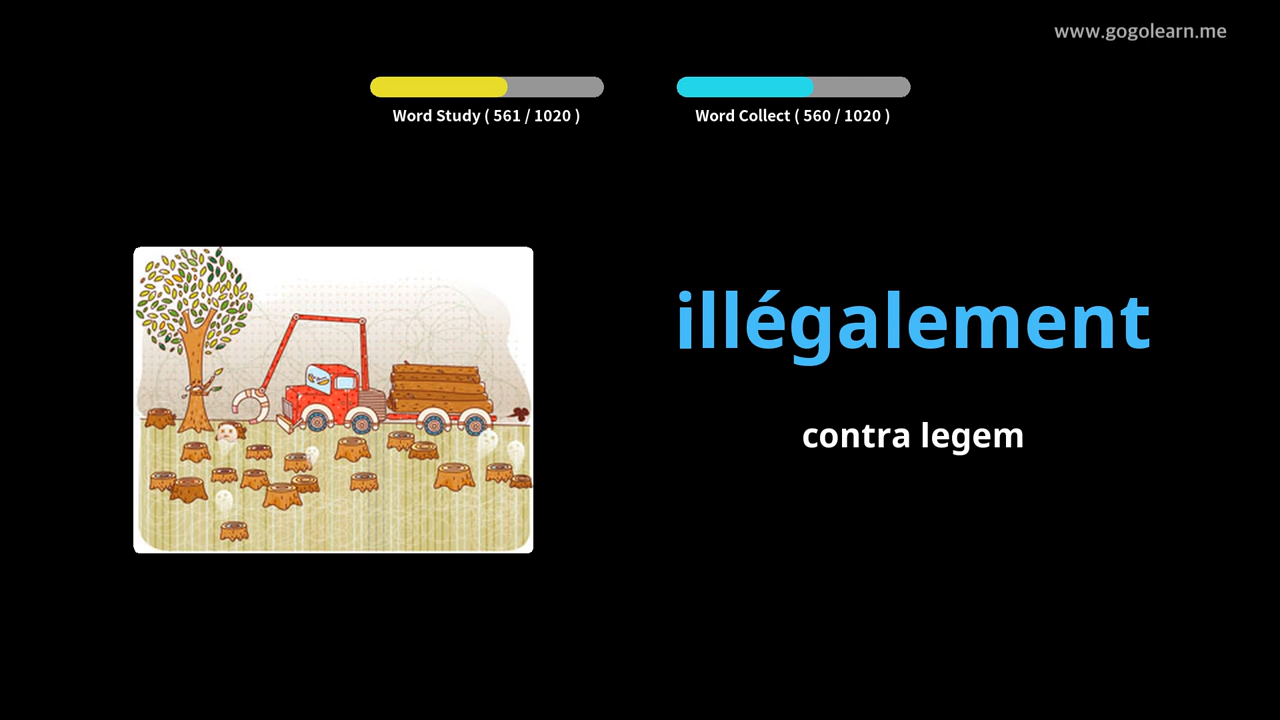 www.gogolearn.me
Word Study ( 561 / 1020 )
Word Collect ( 560 / 1020 )
illégalement
contra legem